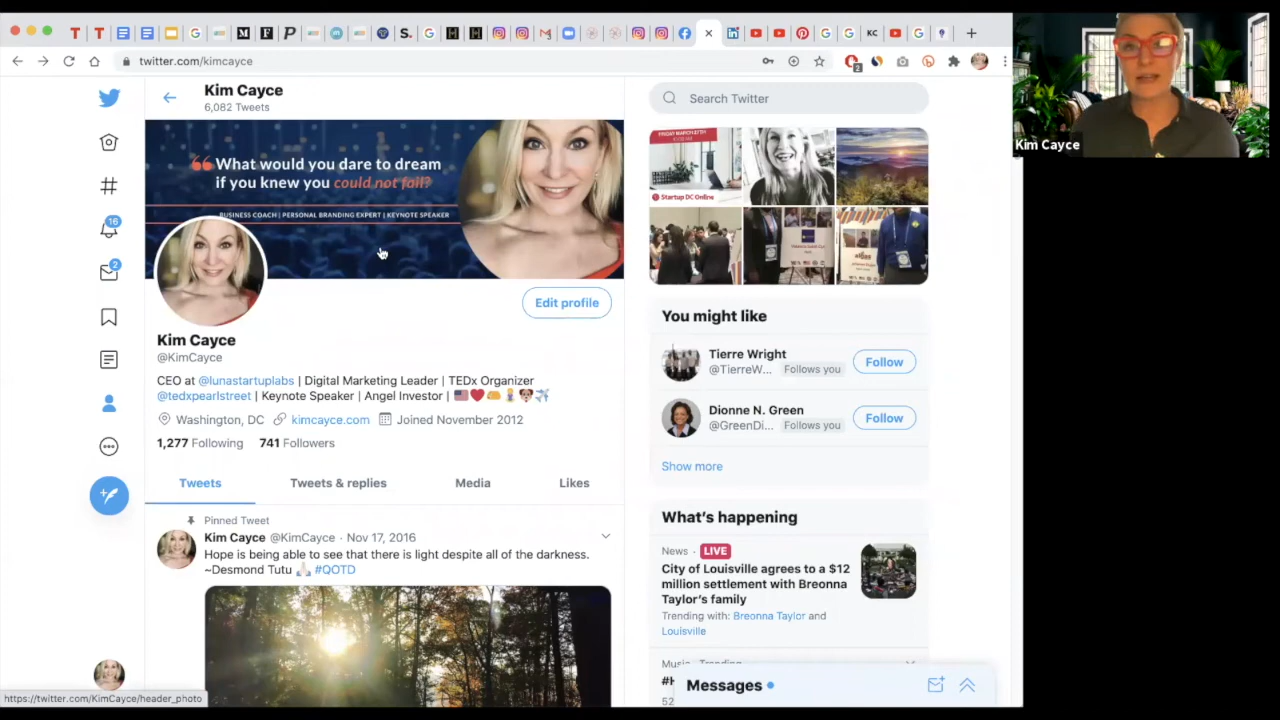 S.
KC
twitter.com/kimcayce
2
Kim Cayce
Kim Cayce
6,082 Tweets
Search Twitter
What would you dare to dream
if you knew you could not fail?
BUSINESS COACH | PERSONAL BRANDING EXPERT | KEYNOTE SPEAKER
Startup DC Online
16
2
Edit profile
Kim Cayce
@KimCayce
CEO at @lunastartuplabs | Digital Marketing Leader | TEDx Organizer
@tedxpearlstreet | Keynote Speaker | Angel Investor |
Washington, DC kimcayce.com Joined November 2012
1,277 Following 741 Followers
Tweets Tweets & replies Media Likes
Pinned Tweet
Kim Cayce @KimCayce · Nov 17, 2016
Hope is being able to see that there is light despite all of the darkness.
~Desmond Tutu 🙏🏻 #QOTD
You might like
Tierre Wright
@TierreW... Follows you
Follow
Dionne N. Green
@GreenDi... Follows you
Follow
Show more
What's happening
News · LIVE
City of Louisville agrees to a $12
million settlement with Breonna
Taylor's family
Trending with: Breonna Taylor and
Louisville
Music · Trending
Messages
https://twitter.com/KimCayce/header_photo